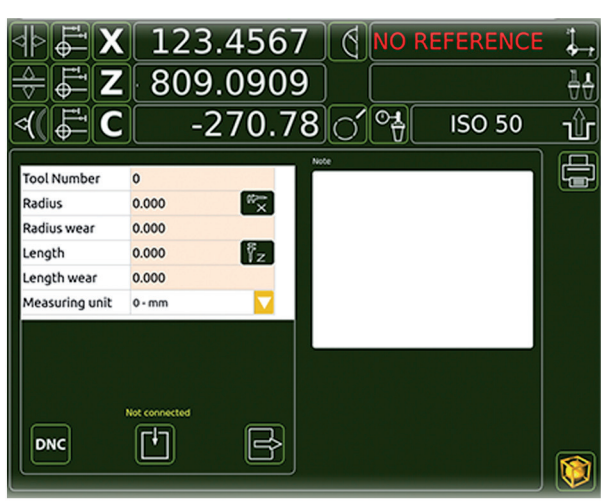 X 123.4567 NO REFERENCE
Z 809.0909
C -270.78 ISO 50
Note
Tool Number 0
Radius 0.000 X
Radius wear 0.000
Length 0.000 Z
Length wear 0.000
Measuring unit 0 - mm
Not connected
DNC